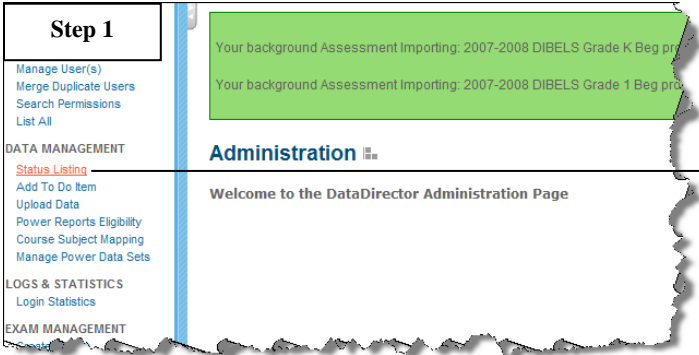 Step 1
Manage User(s)
Merge Duplicate Users
Search Permissions
List All
DATA MANAGEMENT
Status Listing
Add To Do Item
Upload Data
Power Reports Eligibility
Course Subject Mapping
Manage Power Data Sets
LOGS & STATISTICS
Login Statistics
EXAM MANAGEMENT
Your background Assessment Importing: 2007-2008 DIBELS Grade K Beg
Your background Assessment Importing: 2007-2008 DIBELS Grade 1 Beg
Administration
Welcome to the DataDirector Administration Page